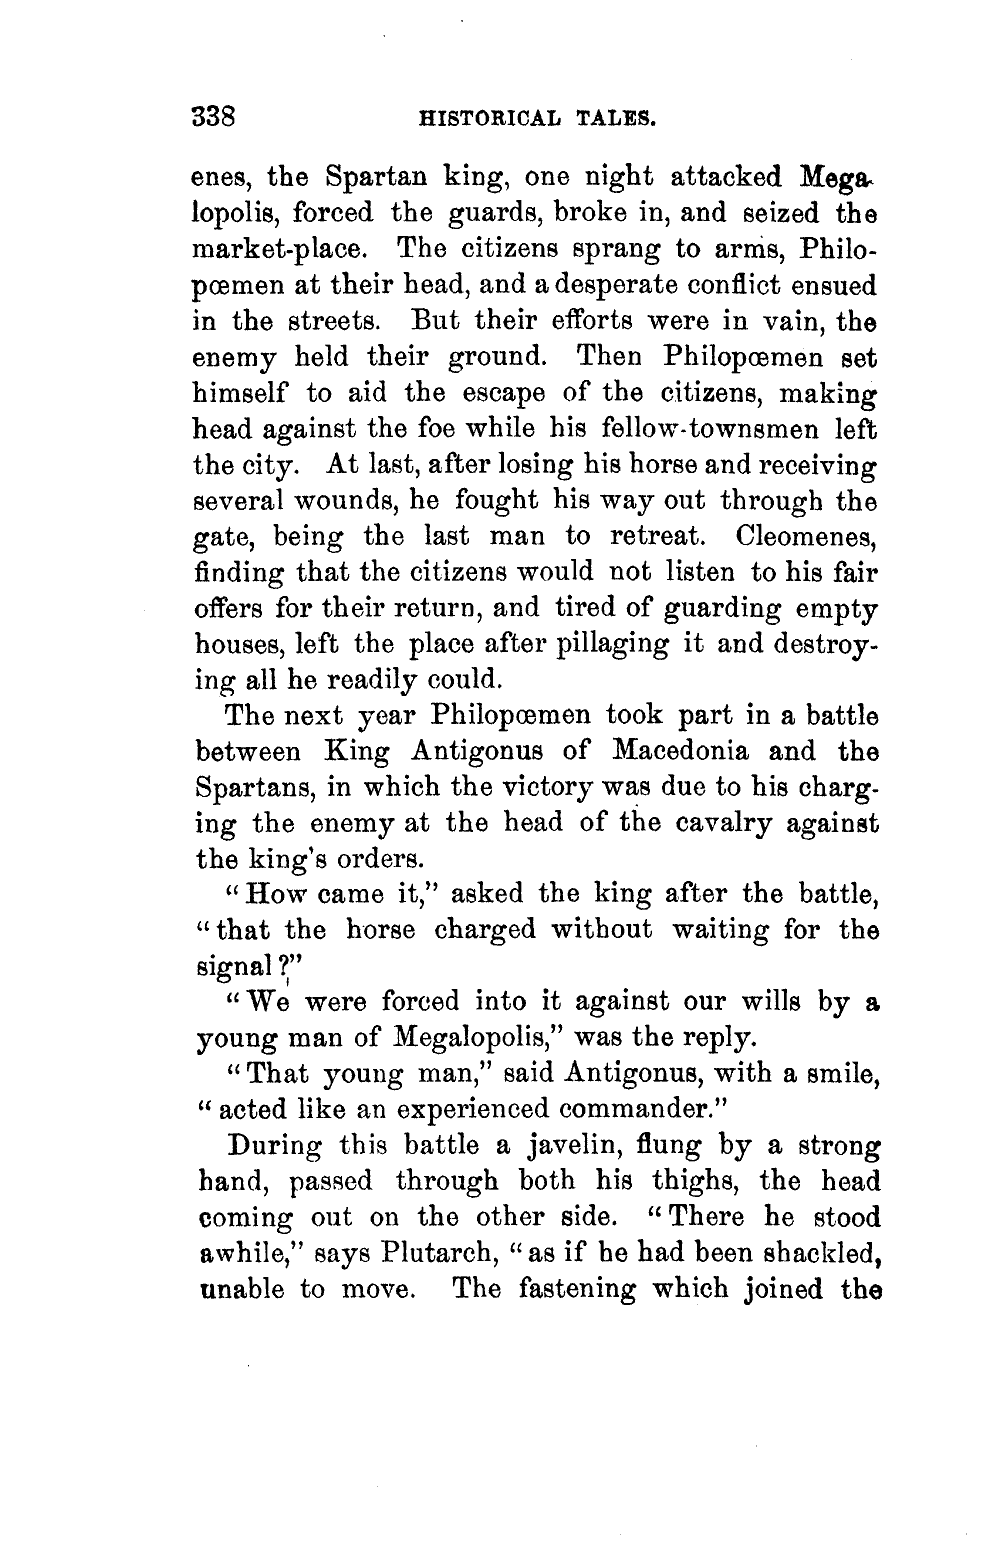 338 HISTORICAL TALES.
enes, the Spartan king, one night attacked Mega-
lopolis, forced the guards, broke in, and seized the
market-place. The citizens sprang to arms, Philo-
pœmen at their head, and a desperate conflict ensued
in the streets. But their efforts were in vain, the
enemy held their ground. Then Philopœmen set
himself to aid the escape of the citizens, making
head against the foe while his fellow-townsmen left
the city. At last, after losing his horse and receiving
several wounds, he fought his way out through the
gate, being the last man to retreat. Cleomenes,
finding that the citizens would not listen to his fair
offers for their return, and tired of guarding empty
houses, left the place after pillaging it and destroy-
ing all he readily could.
The next year Philopœmen took part in a battle
between King Antigonus of Macedonia and the
Spartans, in which the victory was due to his charg-
ing the enemy at the head of the cavalry against
the king's orders.
“How came it,” asked the king after the battle,
“that the horse charged without waiting for the
signal?”
“We were forced into it against our wills by a
young man of Megalopolis,” was the reply.
“That young man,” said Antigonus, with a smile,
“acted like an experienced commander.”
During this battle a javelin, flung by a strong
hand, passed through both his thighs, the head
coming out on the other side. “There he stood
awhile,” says Plutarch, “as if he had been shackled,
unable to move. The fastening which joined the